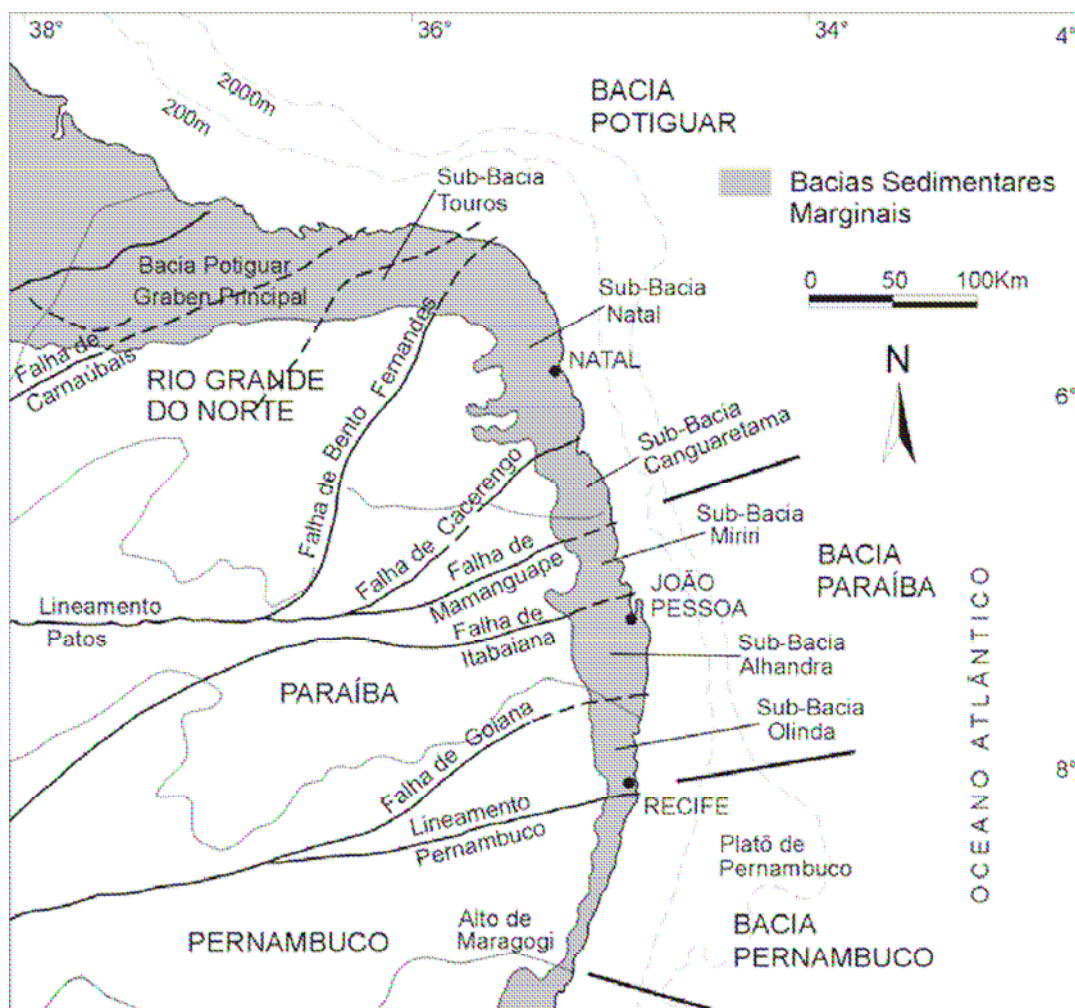 38°
36°
34°
4°
2000m
200m
BACIA
POTIGUAR
Sub-Bacia
Touros
Bacias Sedimentares
Marginais
Bacia Potiguar
Graben Principal
0 50 100Km
Sub-Bacia
Natal
Falha de
Carnaúbais
RIO GRANDE
DO NORTE
Falha de Bento Fernandes
NATAL
N
6°
Sub-Bacia
Canguaretama
Falha de Cacerengo
Sub-Bacia
Miriri
Falha de
Mamanguape
BACIA
PARAÍBA
JOÃO
PESSOA
Lineamento
Patos
Falha de
Itabaiana
Sub-Bacia
Alhandra
PARAÍBA
Sub-Bacia
Olinda
Falha de Goiana
8°
Lineamento
Pernambuco
RECIFE
OCEANO ATLÂNTICO
Platô de
Pernambuco
PERNAMBUCO
Alto de
Maragogi
BACIA
PERNAMBUCO